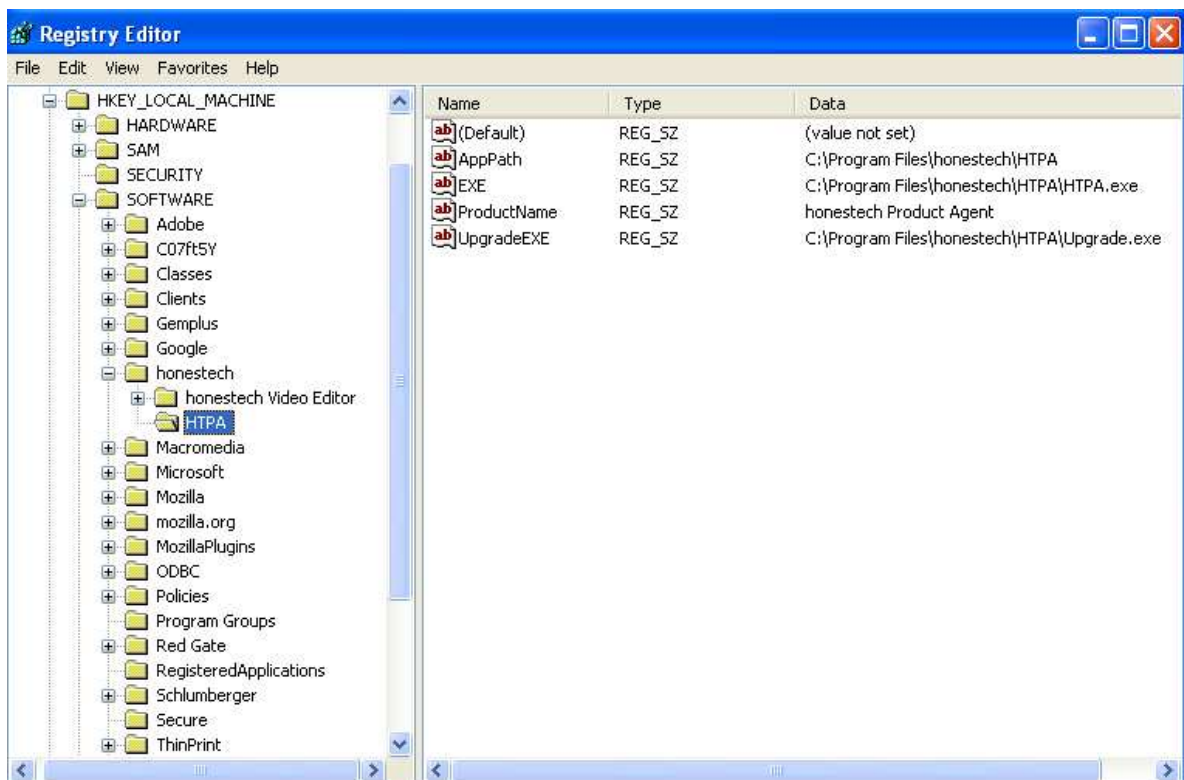 Registry Editor
File Edit View Favorites Help
HKEY_LOCAL_MACHINE
HARDWARE
SAM
SECURITY
SOFTWARE
Adobe
C07ft5Y
Classes
Clients
Gemplus
Google
honestech
honestech Video Editor
HTPA
Macromedia
Microsoft
Mozilla
mozilla.org
MozillaPlugins
ODBC
Policies
Program Groups
Red Gate
RegisteredApplications
Schlumberger
Secure
ThinPrint
Name Type Data
(Default) REG_SZ (value not set)
AppPath REG_SZ C:\Program Files\honestech\HTPA
EXE REG_SZ C:\Program Files\honestech\HTPA\HTPA.exe
ProductName REG_SZ honestech Product Agent
UpgradeEXE REG_SZ C:\Program Files\honestech\HTPA\Upgrade.exe